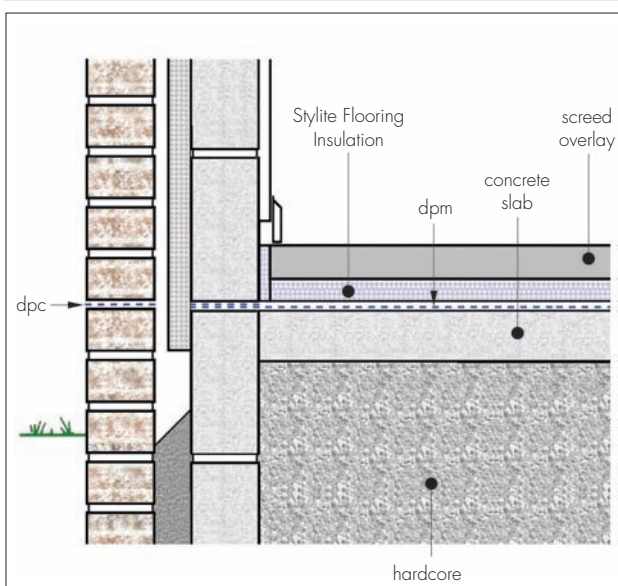 Stylite Flooring
Insulation
screed
overlay
concrete
slab
dpm
dpc
hardcore